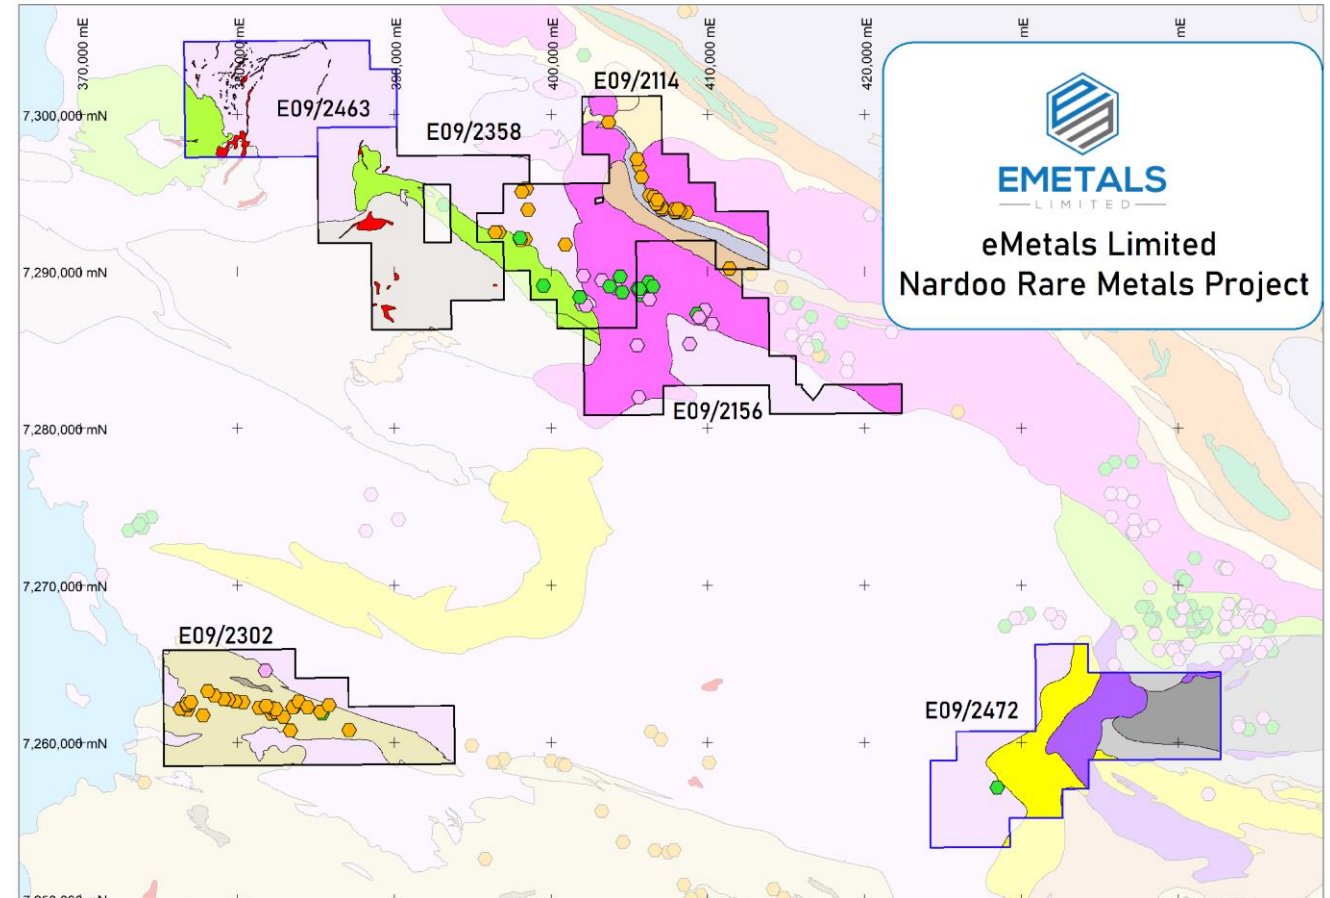 370,000 mE
380,000 mE
390,000 mE
400,000 mE
410,000 mE
420,000 mE
mE
mE
7,300,000 mN
7,290,000 mN
7,280,000 mN
7,270,000 mN
7,260,000 mN
E09/2463
E09/2358
E09/2114
E09/2156
E09/2302
E09/2472
EMETALS
LIMITED
eMetals Limited
Nardoo Rare Metals Project